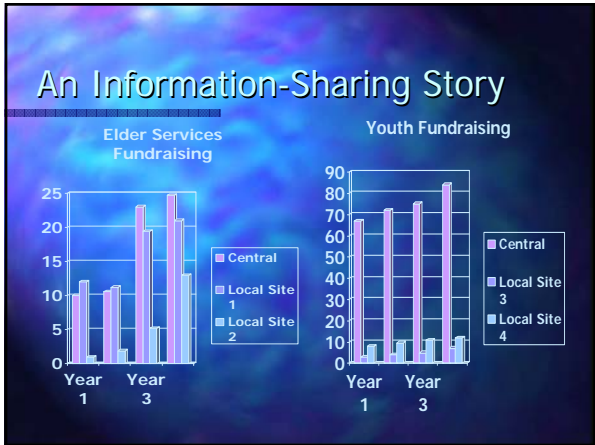 An Information-Sharing Story
Elder Services
Fundraising
25
20
15
10
5
0
Year
1
Year
3
Central
Local Site
1
Local Site
2
Youth Fundraising
90
80
70
60
50
40
30
20
10
0
Year
1
Year
3
Central
Local Site
3
Local Site
4